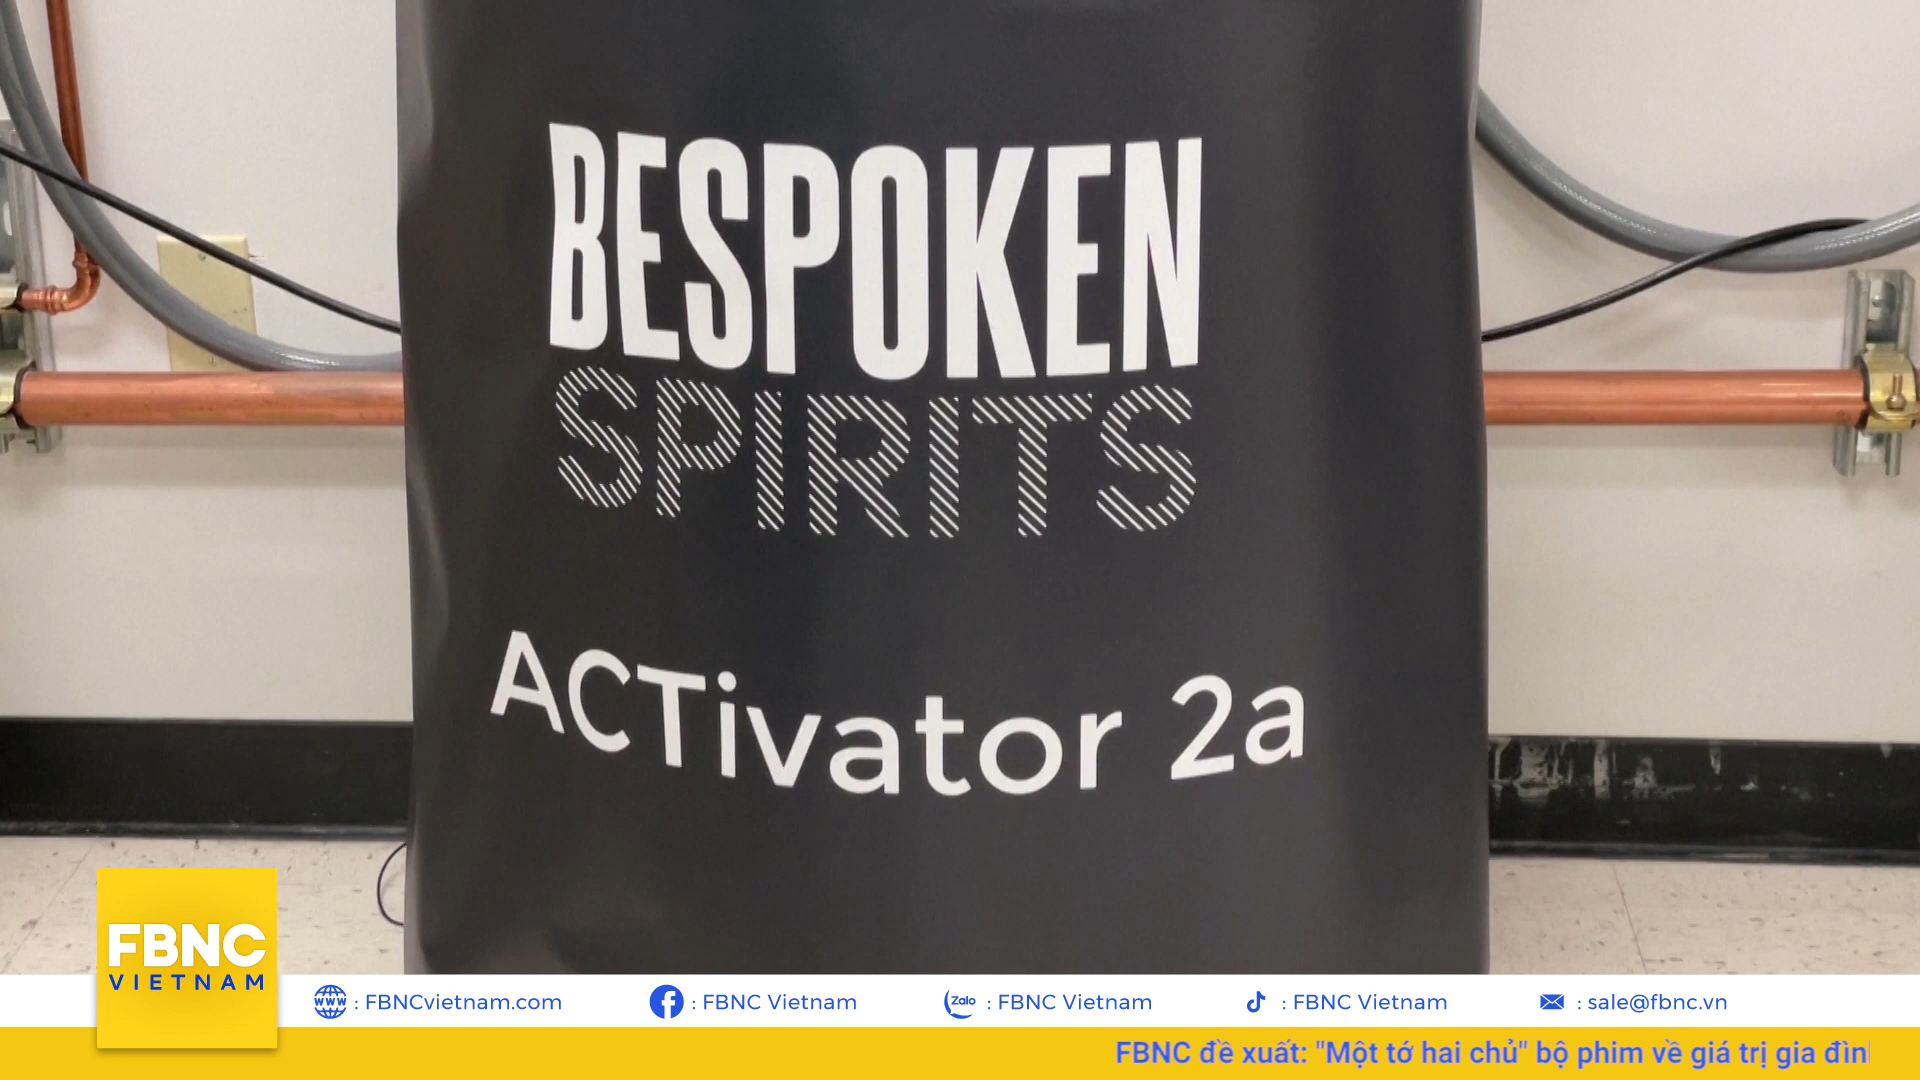 BESPOKEN
SPIRITS
ACTivator 2a
FBNC
VIETNAM
www : FBNCvietnam.com
: FBNC Vietnam
Zalo : FBNC Vietnam
: FBNC Vietnam
: sale@fbnc.vn
FBNC đề xuất: "Một tớ hai chủ" bộ phim về giá trị gia